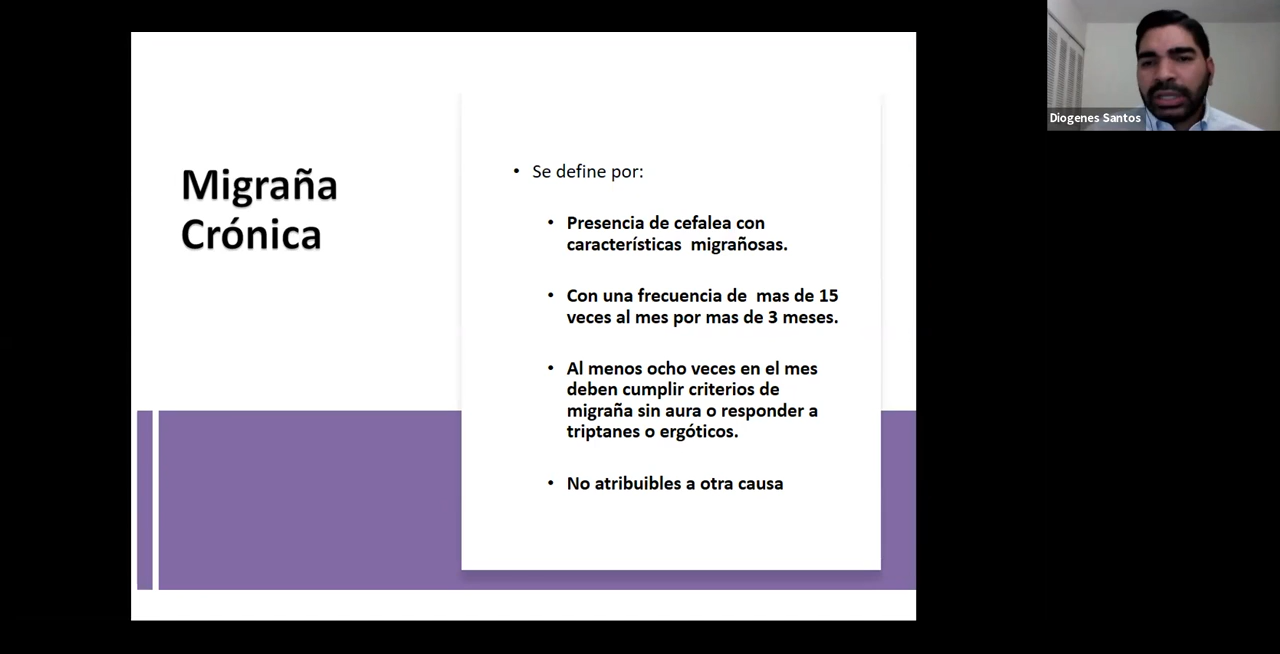 Migraña
Crónica
• Se define por:
• Presencia de cefalea con
características migrañosas.
• Con una frecuencia de mas de 15
veces al mes por mas de 3 meses.
• Al menos ocho veces en el mes
deben cumplir criterios de
migraña sin aura o responder a
triptanes o ergóticos.
• No atribuibles a otra causa
Diogenes Santos